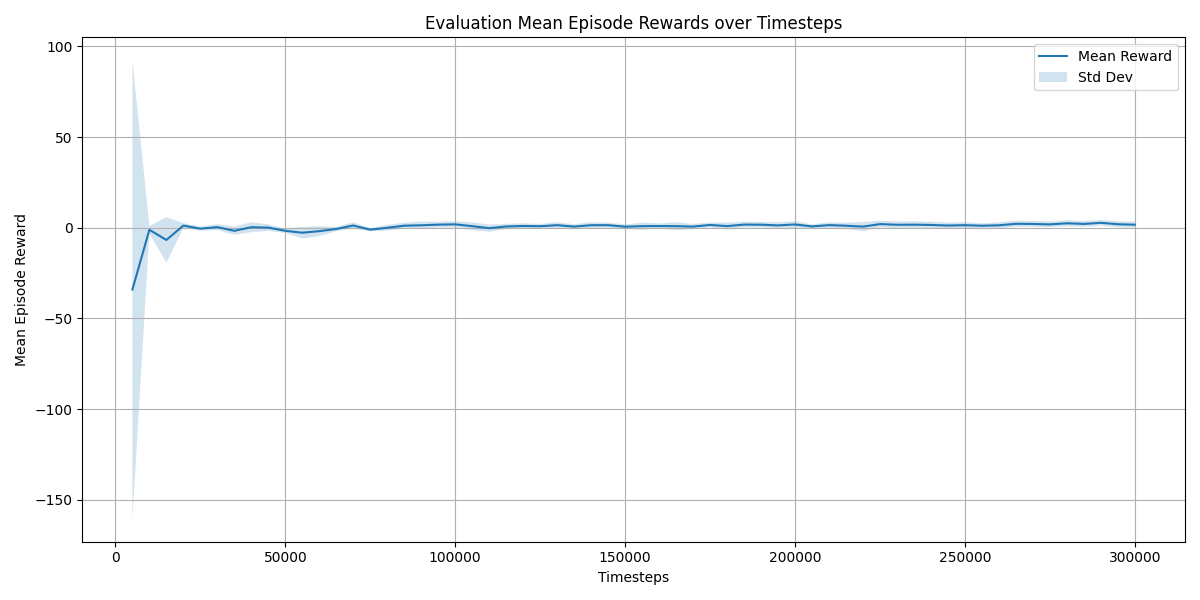 Evaluation Mean Episode Rewards over Timesteps
Mean Reward
Std Dev
Mean Episode Reward
100
50
0
−50
−100
−150
0
50000
100000
150000
200000
250000
300000
Timesteps